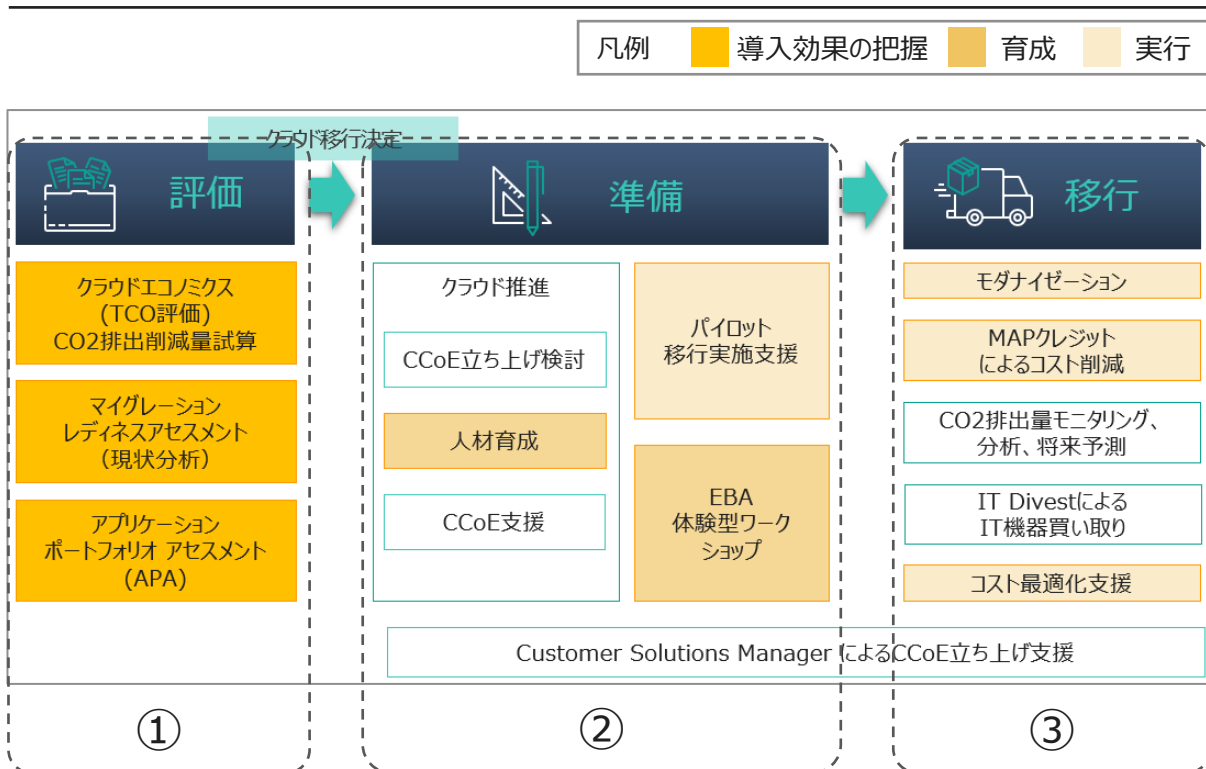 凡例
導入効果の把握
育成
実行
クラウド移行決定
評価
準備
移行
クラウドエコノミクス
(TCO評価)
CO2排出削減量試算
マイグレーション
レディネスアセスメント
（現状分析）
アプリケーション
ポートフォリオ アセスメント
(APA)
クラウド推進
CCoE立ち上げ検討
人材育成
CCoE支援
パイロット
移行実施支援
EBA
体験型ワーク
ショップ
モダナイゼーション
MAPクレジット
によるコスト削減
CO2排出量モニタリング、
分析、将来予測
IT Divestによる
IT機器買い取り
コスト最適化支援
Customer Solutions Manager によるCCoE立ち上げ支援
①
②
③